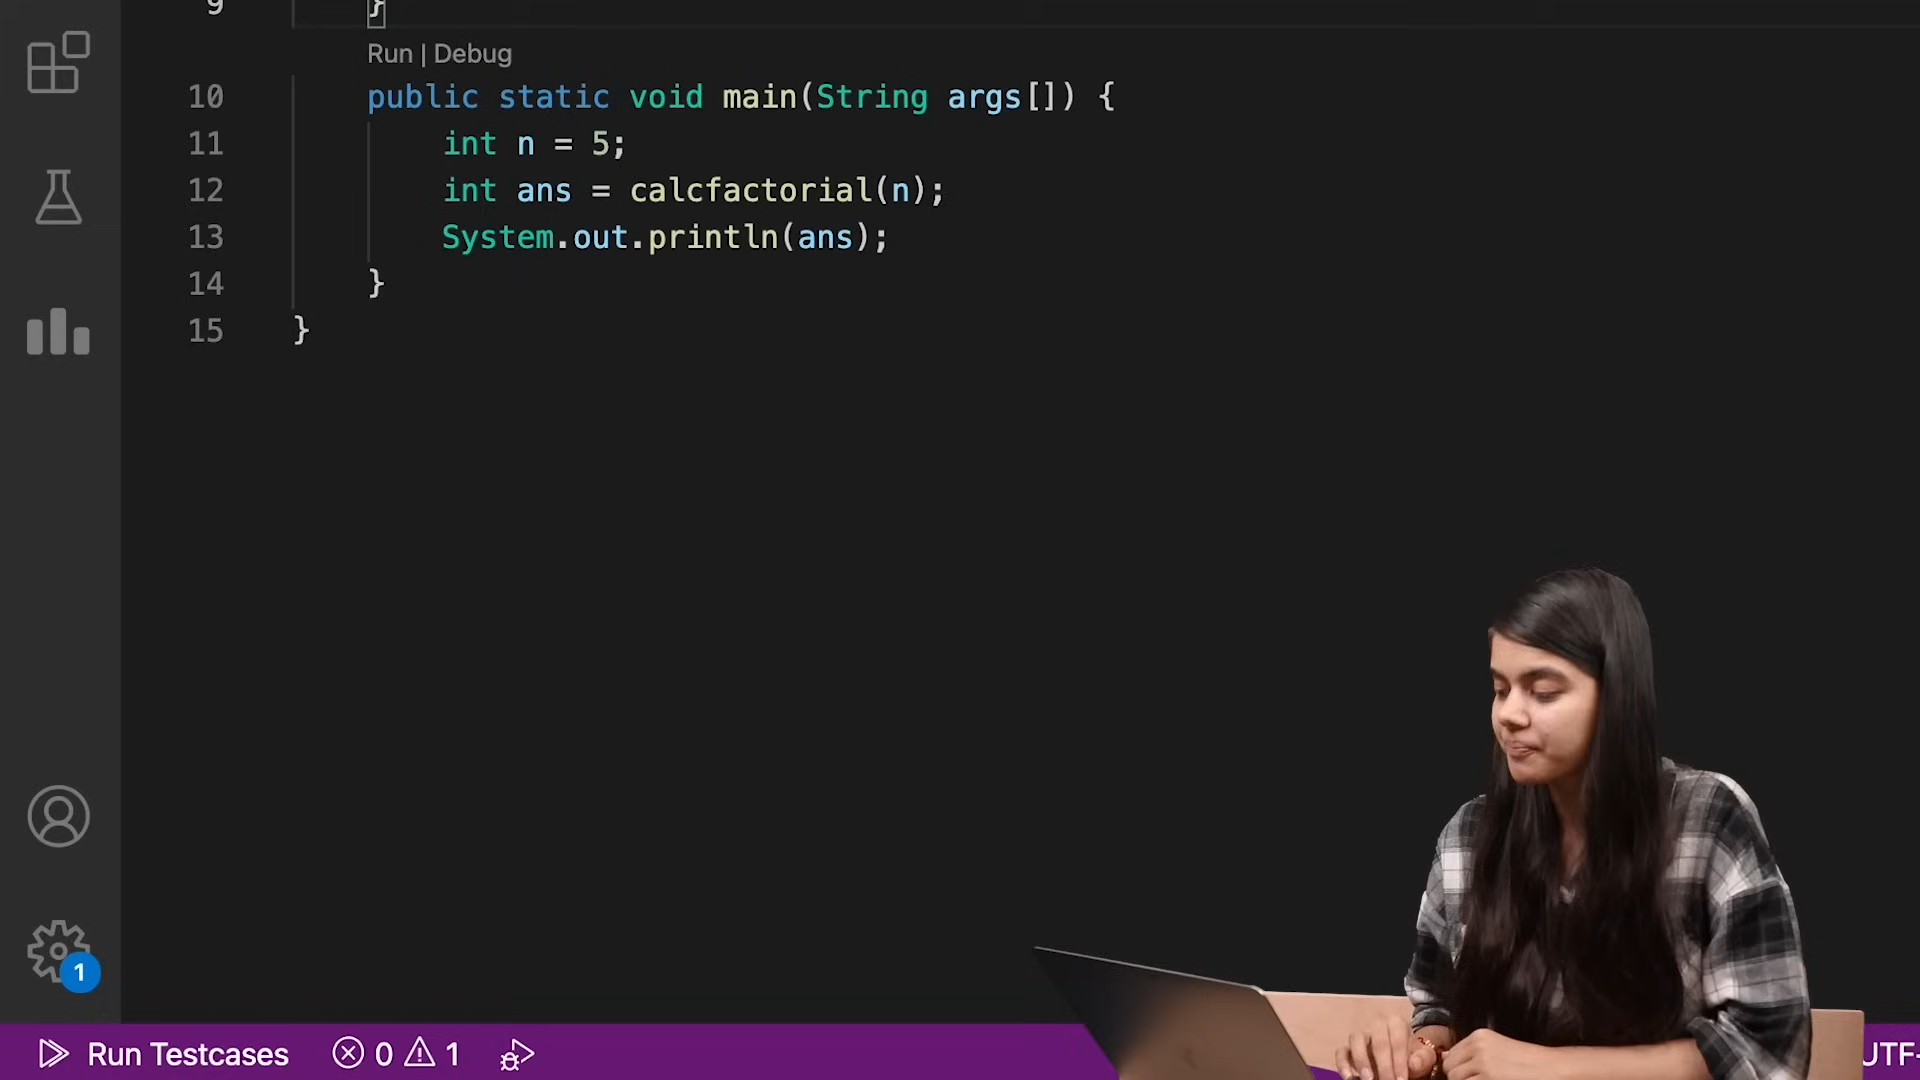 9 }
Run | Debug
10 public static void main(String args[]) {
11 int n = 5;
12 int ans = calcfactorial(n);
13 System.out.println(ans);
14 }
15 }
1
Run Testcases 0 1 UTF-